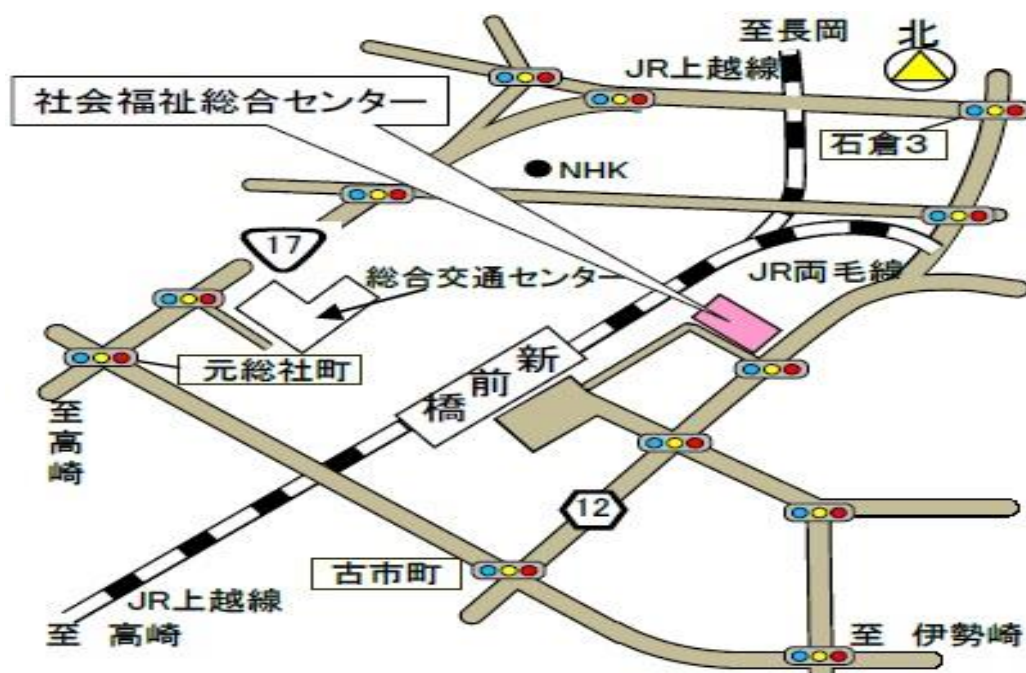 至長岡
北
JR上越線
社会福祉総合センター
石倉3
NHK
17
総合交通センター
JR両毛線
新前橋
元総社町
至高崎
12
古市町
JR上越線
至 高崎
至 伊勢崎